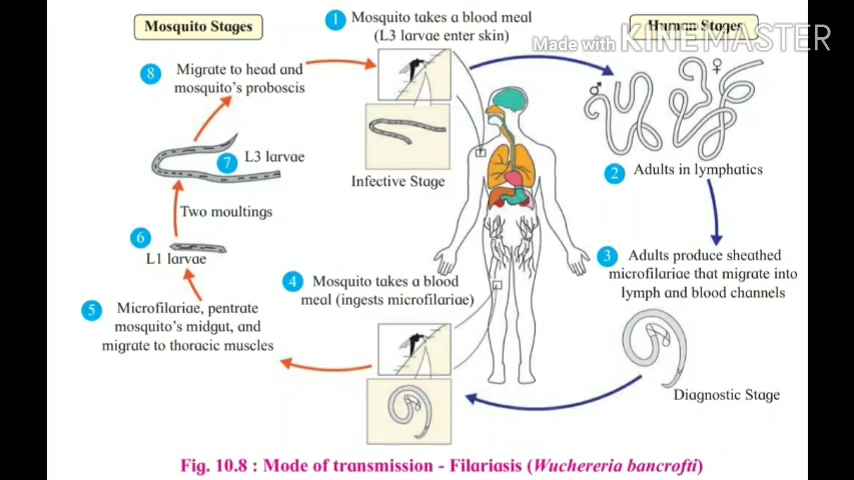 Mosquito Stages
1 Mosquito takes a blood meal
(L3 larvae enter skin)
Human Stages
Made with KINEMASTER
8 Migrate to head and
mosquito's proboscis
♂
♀
7 L3 larvae
Infective Stage
2 Adults in lymphatics
Two moultings
6
L1 larvae
3 Adults produce sheathed
microfilariae that migrate into
lymph and blood channels
4 Mosquito takes a blood
meal (ingests microfilariae)
5 Microfilariae, pentrate
mosquito's midgut, and
migrate to thoracic muscles
Diagnostic Stage
Fig. 10.8 : Mode of transmission - Filariasis (Wuchereria bancrofti)